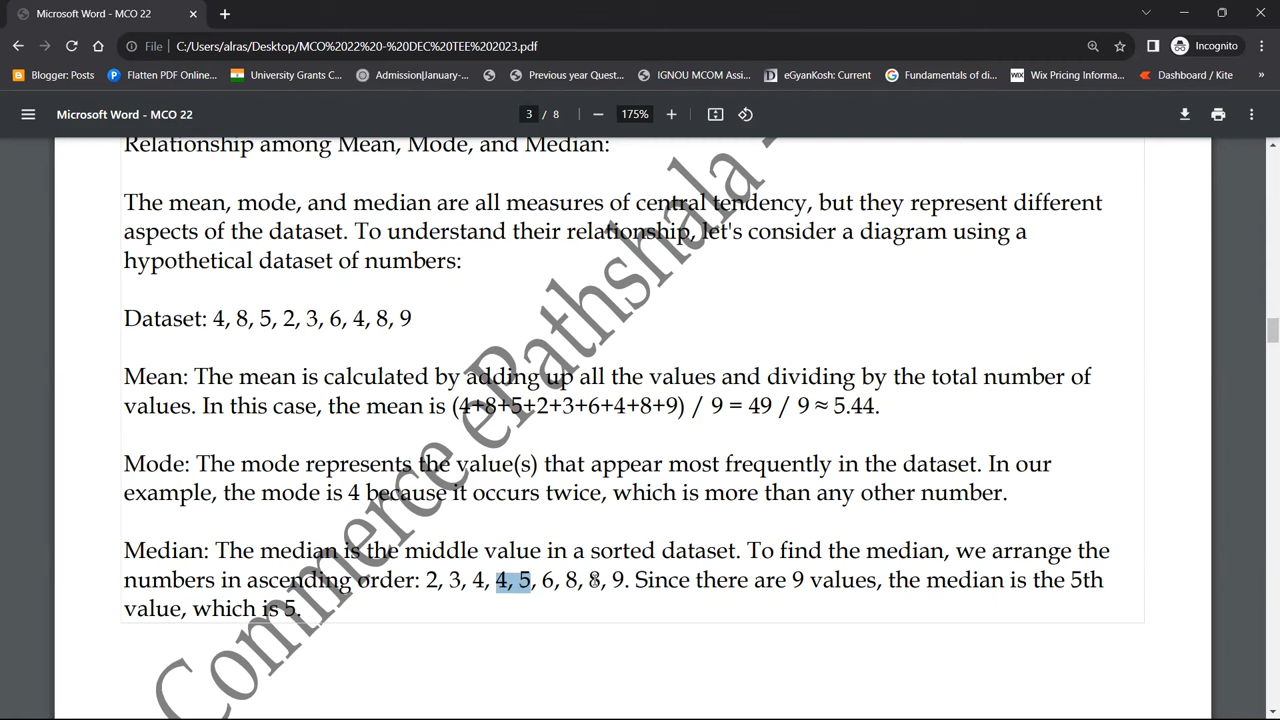 Microsoft Word - MCO 22
File
C:/Users/alras/Desktop/MCO%2022%20-%20DEC%20TEE%202023.pdf
Incognito
Blogger: Posts
Flatten PDF Online...
University Grants C...
Admission|January-...
Previous year Quest...
IGNOU MCOM Assi...
eGyanKosh: Current
Fundamentals of di...
Wix Pricing Informa...
Dashboard / Kite
»
Microsoft Word - MCO 22
3 / 8
175%
Relationship among Mean, Mode, and Median:
The mean, mode, and median are all measures of central tendency, but they represent different
aspects of the dataset. To understand their relationship, let's consider a diagram using a
hypothetical dataset of numbers:
Dataset: 4, 8, 5, 2, 3, 6, 4, 8, 9
Mean: The mean is calculated by adding up all the values and dividing by the total number of
values. In this case, the mean is (4+8+5+2+3+6+4+8+9) / 9 = 49 / 9 ≈ 5.44.
Mode: The mode represents the value(s) that appear most frequently in the dataset. In our
example, the mode is 4 because it occurs twice, which is more than any other number.
Median: The median is the middle value in a sorted dataset. To find the median, we arrange the
numbers in ascending order: 2, 3, 4, 4, 5, 6, 8, 8, 9. Since there are 9 values, the median is the 5th
value, which is 5.
Commerce ePathshala -